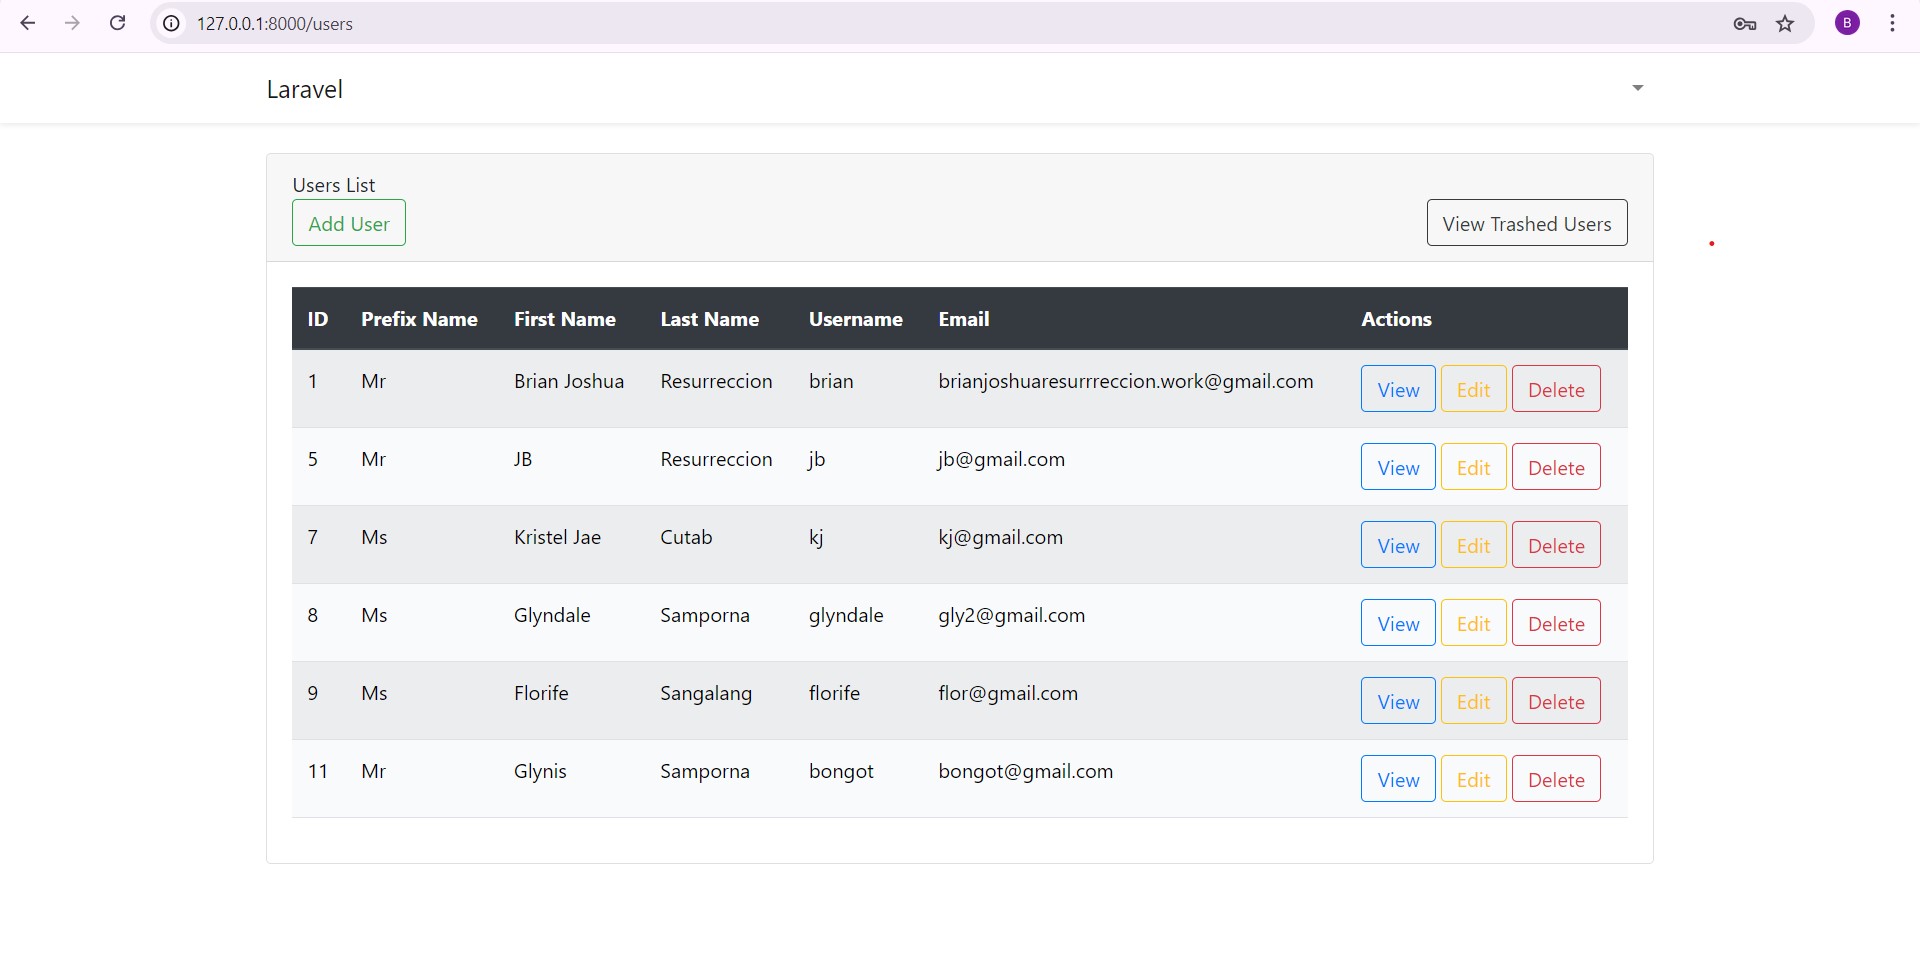 127.0.0.1:8000/users
B
Laravel
Users List
Add User
View Trashed Users
ID Prefix Name First Name Last Name Username Email Actions
1 Mr Brian Joshua Resurreccion brian brianjoshuaresurrreccion.work@gmail.com View Edit Delete
5 Mr JB Resurreccion jb jb@gmail.com View Edit Delete
7 Ms Kristel Jae Cutab kj kj@gmail.com View Edit Delete
8 Ms Glyndale Samporna glyndale gly2@gmail.com View Edit Delete
9 Ms Florife Sangalang florife flor@gmail.com View Edit Delete
11 Mr Glynis Samporna bongot bongot@gmail.com View Edit Delete